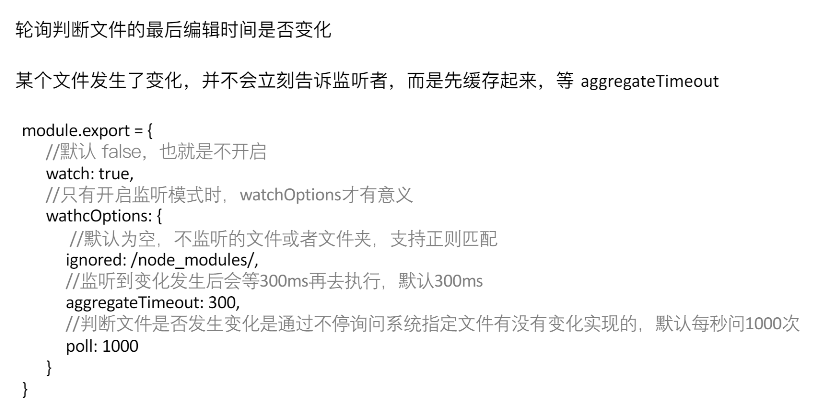 轮询判断文件的最后编辑时间是否变化
某个文件发生了变化，并不会立刻告诉监听者，而是先缓存起来，等 aggregateTimeout
module.export = {
//默认 false，也就是不开启
watch: true,
//只有开启监听模式时，watchOptions才有意义
wathcOptions: {
//默认为空，不监听的文件或者文件夹，支持正则匹配
ignored: /node_modules/,
//监听到变化发生后会等300ms再去执行，默认300ms
aggregateTimeout: 300,
//判断文件是否发生变化是通过不停询问系统指定文件有没有变化实现的，默认每秒问1000次
poll: 1000
}
}